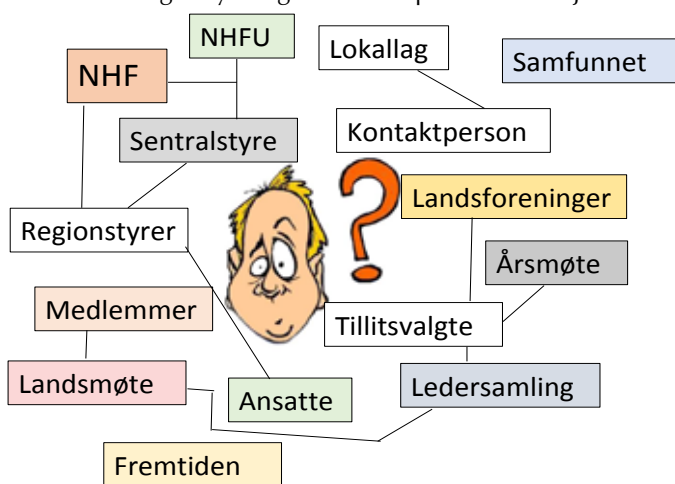 NHFU
Lokallag
NHF
Samfunnet
Sentralstyre
Kontaktperson
Landsforeninger
Regionstyrer
Årsmøte
Medlemmer
Tillitsvalgte
Landsmøte
Ansatte
Ledersamling
Fremtiden